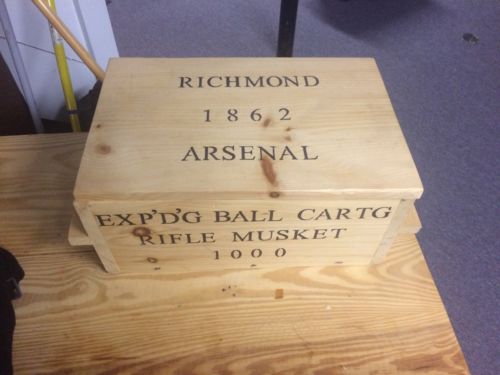 RICHMOND
1862
ARSENAL
EXP'D'G BALL CARTG
RIFLE MUSKET
1000